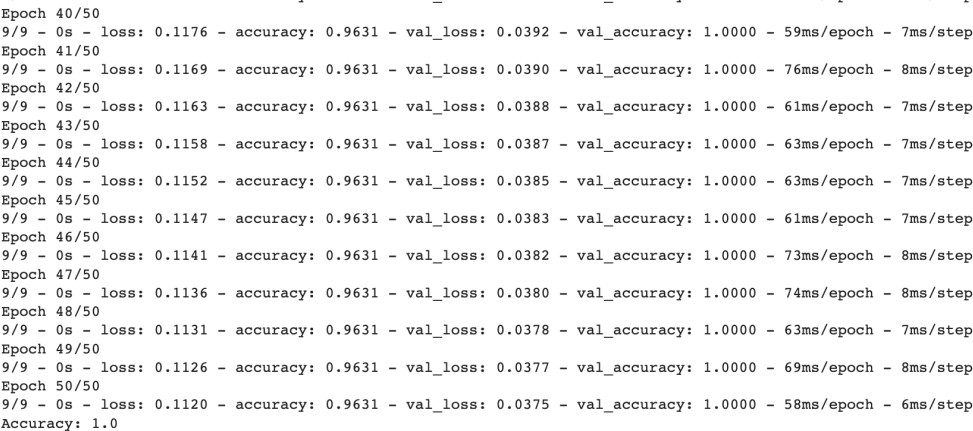 Epoch 40/50
9/9 - 0s - loss: 0.1176 - accuracy: 0.9631 - val_loss: 0.0392 - val_accuracy: 1.0000 - 59ms/epoch - 7ms/step
Epoch 41/50
9/9 - 0s - loss: 0.1169 - accuracy: 0.9631 - val_loss: 0.0390 - val_accuracy: 1.0000 - 76ms/epoch - 8ms/step
Epoch 42/50
9/9 - 0s - loss: 0.1163 - accuracy: 0.9631 - val_loss: 0.0388 - val_accuracy: 1.0000 - 61ms/epoch - 7ms/step
Epoch 43/50
9/9 - 0s - loss: 0.1158 - accuracy: 0.9631 - val_loss: 0.0387 - val_accuracy: 1.0000 - 63ms/epoch - 7ms/step
Epoch 44/50
9/9 - 0s - loss: 0.1152 - accuracy: 0.9631 - val_loss: 0.0385 - val_accuracy: 1.0000 - 63ms/epoch - 7ms/step
Epoch 45/50
9/9 - 0s - loss: 0.1147 - accuracy: 0.9631 - val_loss: 0.0383 - val_accuracy: 1.0000 - 61ms/epoch - 7ms/step
Epoch 46/50
9/9 - 0s - loss: 0.1141 - accuracy: 0.9631 - val_loss: 0.0382 - val_accuracy: 1.0000 - 73ms/epoch - 8ms/step
Epoch 47/50
9/9 - 0s - loss: 0.1136 - accuracy: 0.9631 - val_loss: 0.0380 - val_accuracy: 1.0000 - 74ms/epoch - 8ms/step
Epoch 48/50
9/9 - 0s - loss: 0.1131 - accuracy: 0.9631 - val_loss: 0.0378 - val_accuracy: 1.0000 - 63ms/epoch - 7ms/step
Epoch 49/50
9/9 - 0s - loss: 0.1126 - accuracy: 0.9631 - val_loss: 0.0377 - val_accuracy: 1.0000 - 69ms/epoch - 8ms/step
Epoch 50/50
9/9 - 0s - loss: 0.1120 - accuracy: 0.9631 - val_loss: 0.0375 - val_accuracy: 1.0000 - 58ms/epoch - 6ms/step
Accuracy: 1.0